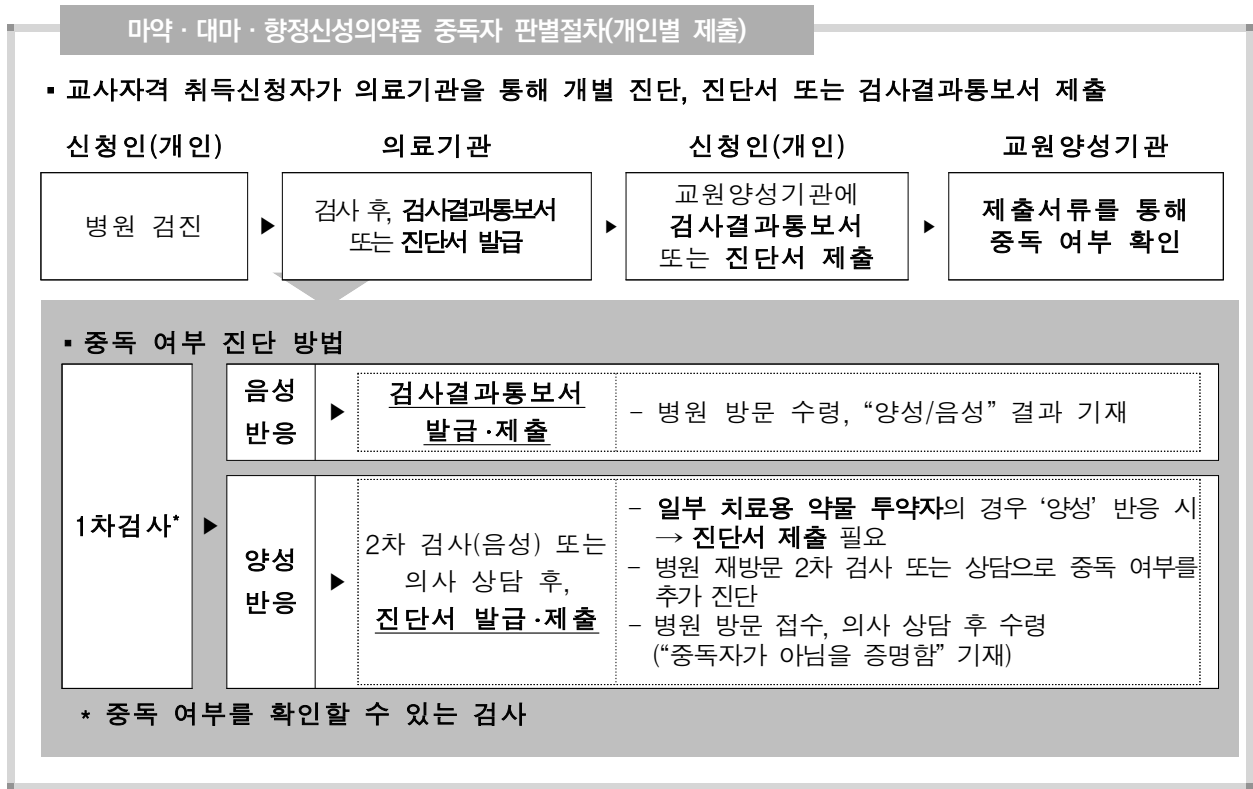 마약·대마·향정신성의약품 중독자 판별절차(개인별 제출)
▪ 교사자격 취득신청자가 의료기관을 통해 개별 진단, 진단서 또는 검사결과통보서 제출
신청인(개인)
의료기관
신청인(개인)
교원양성기관
병원 검진
▶
검사 후, 검사결과통보서
또는 진단서 발급
▶
교원양성기관에
검사결과통보서
또는 진단서 제출
▶
제출서류를 통해
중독 여부 확인
▪ 중독 여부 진단 방법
1차검사*
▶
음성
반응
▶
검사결과통보서
발급·제출
- 병원 방문 수령, “양성/음성” 결과 기재
양성
반응
▶
2차 검사(음성) 또는
의사 상담 후,
진단서 발급·제출
- 일부 치료용 약물 투약자의 경우 ‘양성’ 반응 시
→ 진단서 제출 필요
- 병원 재방문 2차 검사 또는 상담으로 중독 여부를
추가 진단
- 병원 방문 접수, 의사 상담 후 수령
(“중독자가 아님을 증명함” 기재)
* 중독 여부를 확인할 수 있는 검사